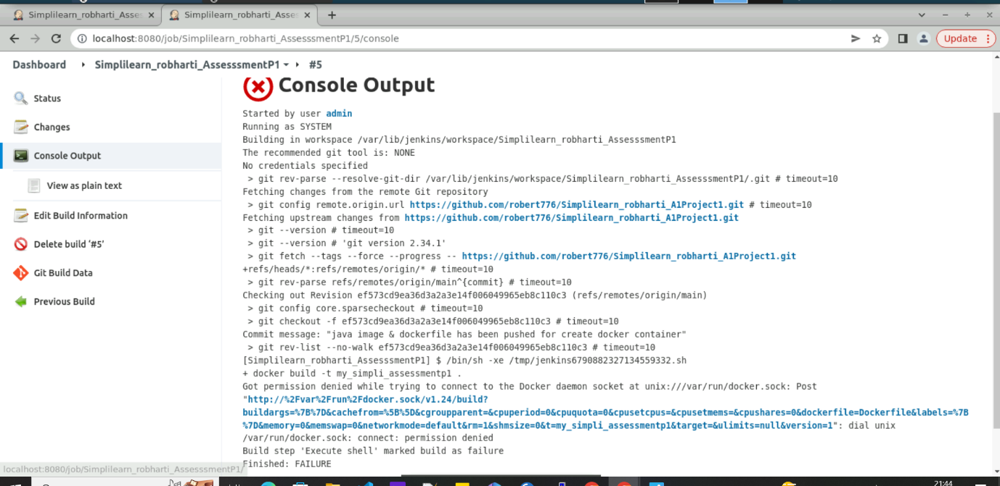 Simplilearn_robharti_Asses
Simplilearn_robharti_Asses
localhost:8080/job/Simplilearn_robharti_AssesssmentP1/5/console
Update
Dashboard
Simplilearn_robharti_AssesssmentP1
#5
Status
Changes
Console Output
View as plain text
Edit Build Information
Delete build ‘#5’
Git Build Data
Previous Build
Console Output
Started by user admin
Running as SYSTEM
Building in workspace /var/lib/jenkins/workspace/Simplilearn_robharti_AssesssmentP1
The recommended git tool is: NONE
No credentials specified
> git rev-parse --resolve-git-dir /var/lib/jenkins/workspace/Simplilearn_robharti_AssesssmentP1/.git # timeout=10
Fetching changes from the remote Git repository
> git config remote.origin.url https://github.com/robert776/Simplilearn_robharti_A1Project1.git # timeout=10
Fetching upstream changes from https://github.com/robert776/Simplilearn_robharti_A1Project1.git
> git --version # timeout=10
> git --version # 'git version 2.34.1'
> git fetch --tags --force --progress -- https://github.com/robert776/Simplilearn_robharti_A1Project1.git
+refs/heads/*:refs/remotes/origin/* # timeout=10
> git rev-parse refs/remotes/origin/main^{commit} # timeout=10
Checking out Revision ef573cd9ea36d3a2a3e14f006049965eb8c110c3 (refs/remotes/origin/main)
> git config core.sparsecheckout # timeout=10
> git checkout -f ef573cd9ea36d3a2a3e14f006049965eb8c110c3 # timeout=10
Commit message: "java image & dockerfile has been pushed for create docker container"
> git rev-list --no-walk ef573cd9ea36d3a2a3e14f006049965eb8c110c3 # timeout=10
[Simplilearn_robharti_AssesssmentP1] $ /bin/sh -xe /tmp/jenkins6790882327134559332.sh
+ docker build -t my_simpli_assessmentp1 .
Got permission denied while trying to connect to the Docker daemon socket at unix:///var/run/docker.sock: Post
"http://%2Fvar%2Frun%2Fdocker.sock/v1.24/build?
buildargs=%7B%7D&cachefrom=%5B%5D&cgroupparent=&cpuperiod=0&cpuquota=0&cpusetcpus=&cpusetmems=&cpushares=0&dockerfile=Dockerfile&labels=%7B
%7D&memory=0&memswap=0&networkmode=default&rm=1&shmsize=0&t=my_simpli_assessmentp1&target=&ulimits=null&version=1": dial unix
/var/run/docker.sock: connect: permission denied
Build step 'Execute shell' marked build as failure
Finished: FAILURE
localhost:8080/job/Simplilearn_robharti_AssesssmentP1/
21:44